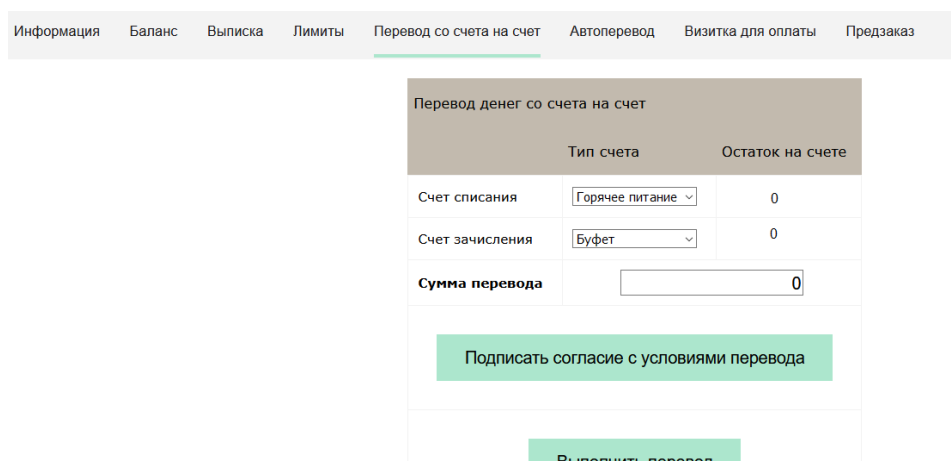 Информация Баланс Выписка Лимиты Перевод со счета на счет Автоперевод Визитка для оплаты Предзаказ
Перевод денег со счета на счет
Тип счета Остаток на счете
Счет списания Горячее питание 0
Счет зачисления Буфет 0
Сумма перевода 0
Подписать согласие с условиями перевода
Выполнить перевод